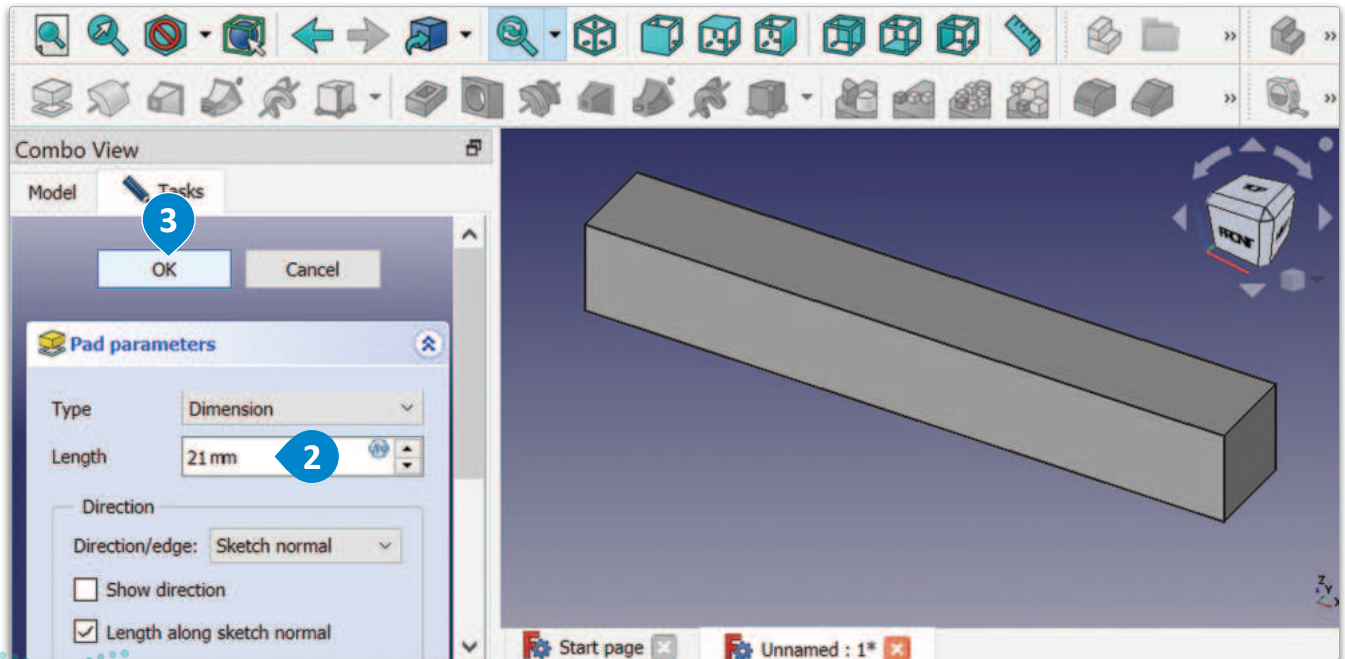 Combo View
Model Tasks
3
OK Cancel
Pad parameters
Type Dimension
Length 21 mm 2
Direction
Direction/edge: Sketch normal
Show direction
Length along sketch normal
FRONT
Z
Y
X
Start page Unnamed : 1*